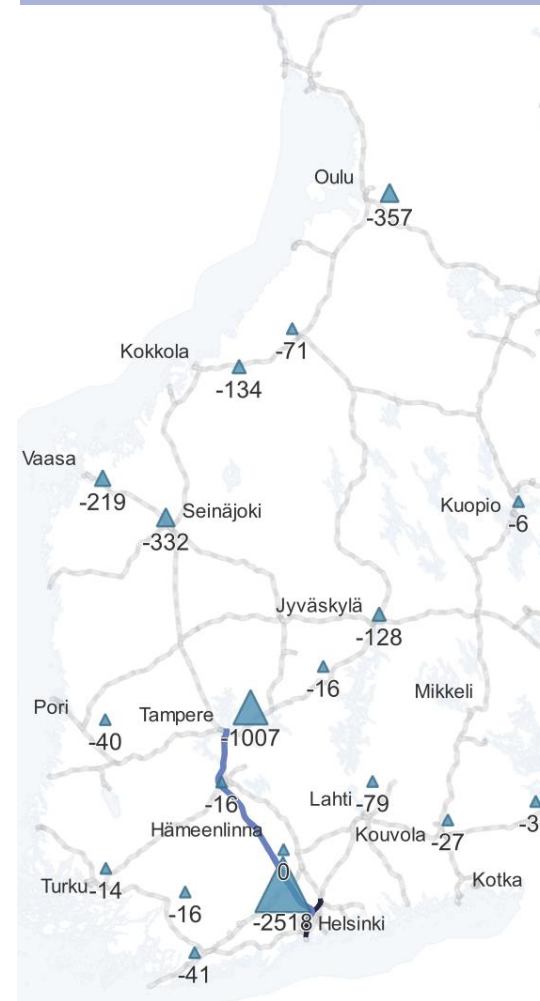 Oulu
-357
-71
Kokkola
-134
Vaasa
-219
Seinäjoki
-332
Kuopio
-6
Jyväskylä
-128
-16
Mikkeli
Pori
-40
Tampere
-1007
-16
Lahti -79
Hämeenlinna
Kouvola -27
-3
0
Turku -14
-16
Kotka
-2518 Helsinki
-41